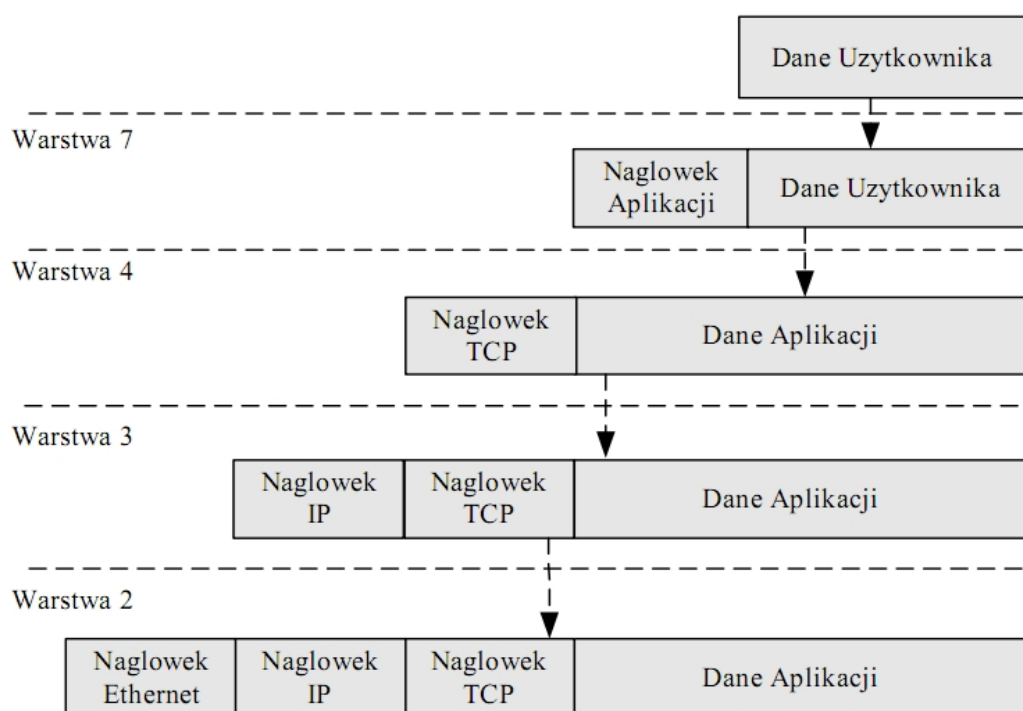 Dane Uzytkownika
Warstwa 7
Naglowek
Aplikacji
Dane Uzytkownika
Warstwa 4
Naglowek
TCP
Dane Aplikacji
Warstwa 3
Naglowek
IP
Naglowek
TCP
Dane Aplikacji
Warstwa 2
Naglowek
Ethernet
Naglowek
IP
Naglowek
TCP
Dane Aplikacji